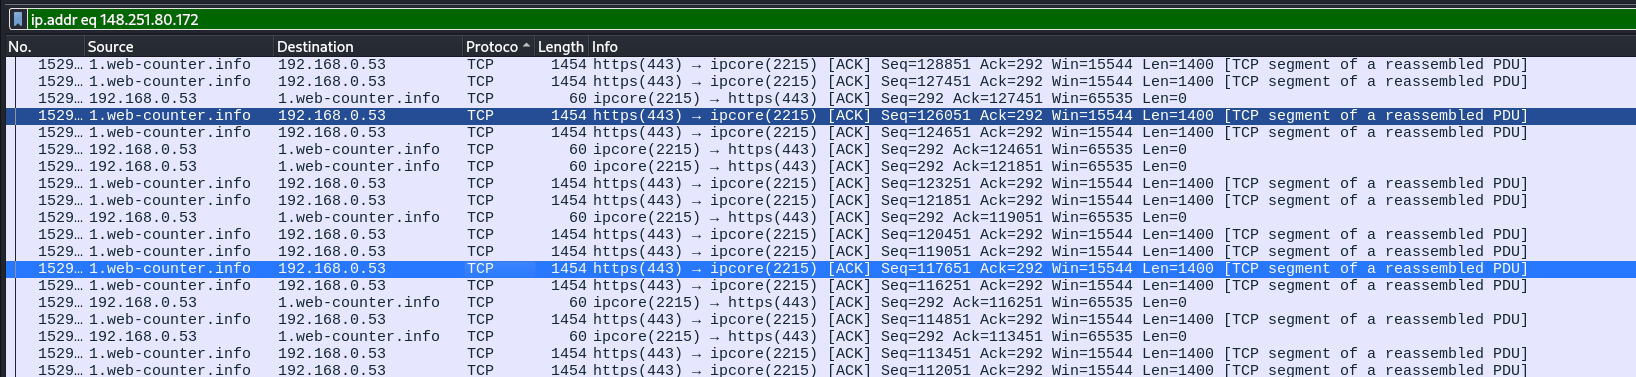 ip.addr eq 148.251.80.172
No. Source Destination Protoco Length Info
1529… 1.web-counter.info 192.168.0.53 TCP 1454 https(443) → ipcore(2215) [ACK] Seq=128851 Ack=292 Win=15544 Len=1400 [TCP segment of a reassembled PDU]
1529… 1.web-counter.info 192.168.0.53 TCP 1454 https(443) → ipcore(2215) [ACK] Seq=127451 Ack=292 Win=15544 Len=1400 [TCP segment of a reassembled PDU]
1529… 192.168.0.53 1.web-counter.info TCP 60 ipcore(2215) → https(443) [ACK] Seq=292 Ack=127451 Win=65535 Len=0
1529… 1.web-counter.info 192.168.0.53 TCP 1454 https(443) → ipcore(2215) [ACK] Seq=126051 Ack=292 Win=15544 Len=1400 [TCP segment of a reassembled PDU]
1529… 1.web-counter.info 192.168.0.53 TCP 1454 https(443) → ipcore(2215) [ACK] Seq=124651 Ack=292 Win=15544 Len=1400 [TCP segment of a reassembled PDU]
1529… 192.168.0.53 1.web-counter.info TCP 60 ipcore(2215) → https(443) [ACK] Seq=292 Ack=124651 Win=65535 Len=0
1529… 192.168.0.53 1.web-counter.info TCP 60 ipcore(2215) → https(443) [ACK] Seq=292 Ack=121851 Win=65535 Len=0
1529… 1.web-counter.info 192.168.0.53 TCP 1454 https(443) → ipcore(2215) [ACK] Seq=123251 Ack=292 Win=15544 Len=1400 [TCP segment of a reassembled PDU]
1529… 1.web-counter.info 192.168.0.53 TCP 1454 https(443) → ipcore(2215) [ACK] Seq=121851 Ack=292 Win=15544 Len=1400 [TCP segment of a reassembled PDU]
1529… 192.168.0.53 1.web-counter.info TCP 60 ipcore(2215) → https(443) [ACK] Seq=292 Ack=119051 Win=65535 Len=0
1529… 1.web-counter.info 192.168.0.53 TCP 1454 https(443) → ipcore(2215) [ACK] Seq=120451 Ack=292 Win=15544 Len=1400 [TCP segment of a reassembled PDU]
1529… 1.web-counter.info 192.168.0.53 TCP 1454 https(443) → ipcore(2215) [ACK] Seq=119051 Ack=292 Win=15544 Len=1400 [TCP segment of a reassembled PDU]
1529… 1.web-counter.info 192.168.0.53 TCP 1454 https(443) → ipcore(2215) [ACK] Seq=117651 Ack=292 Win=15544 Len=1400 [TCP segment of a reassembled PDU]
1529… 1.web-counter.info 192.168.0.53 TCP 1454 https(443) → ipcore(2215) [ACK] Seq=116251 Ack=292 Win=15544 Len=1400 [TCP segment of a reassembled PDU]
1529… 192.168.0.53 1.web-counter.info TCP 60 ipcore(2215) → https(443) [ACK] Seq=292 Ack=116251 Win=65535 Len=0
1529… 1.web-counter.info 192.168.0.53 TCP 1454 https(443) → ipcore(2215) [ACK] Seq=114851 Ack=292 Win=15544 Len=1400 [TCP segment of a reassembled PDU]
1529… 192.168.0.53 1.web-counter.info TCP 60 ipcore(2215) → https(443) [ACK] Seq=292 Ack=113451 Win=65535 Len=0
1529… 1.web-counter.info 192.168.0.53 TCP 1454 https(443) → ipcore(2215) [ACK] Seq=113451 Ack=292 Win=15544 Len=1400 [TCP segment of a reassembled PDU]
1529… 1.web-counter.info 192.168.0.53 TCP 1454 https(443) → ipcore(2215) [ACK] Seq=112051 Ack=292 Win=15544 Len=1400 [TCP segment of a reassembled PDU]